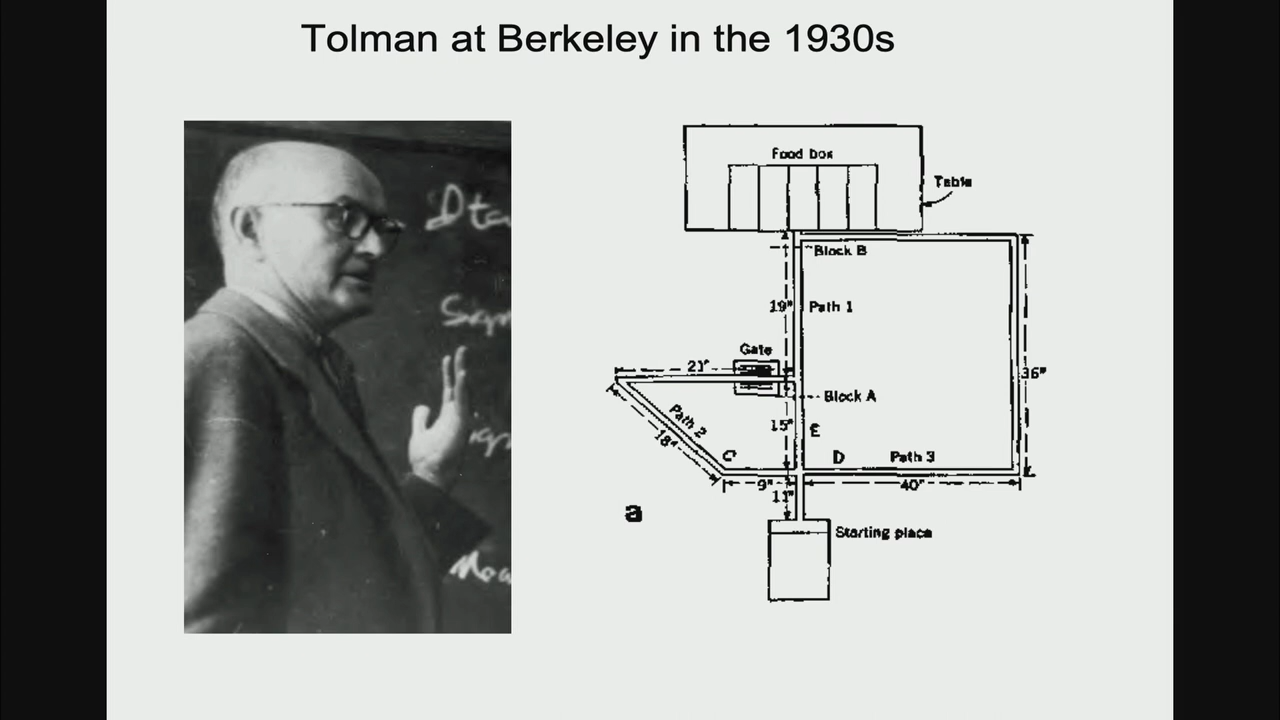 Tolman at Berkeley in the 1930s
Food box
Table
Block B
19"
Path 1
Gate
36"
Block A
Path 2
18"
15"
E
C
D
Path 3
9"
40"
11"
a
Starting place